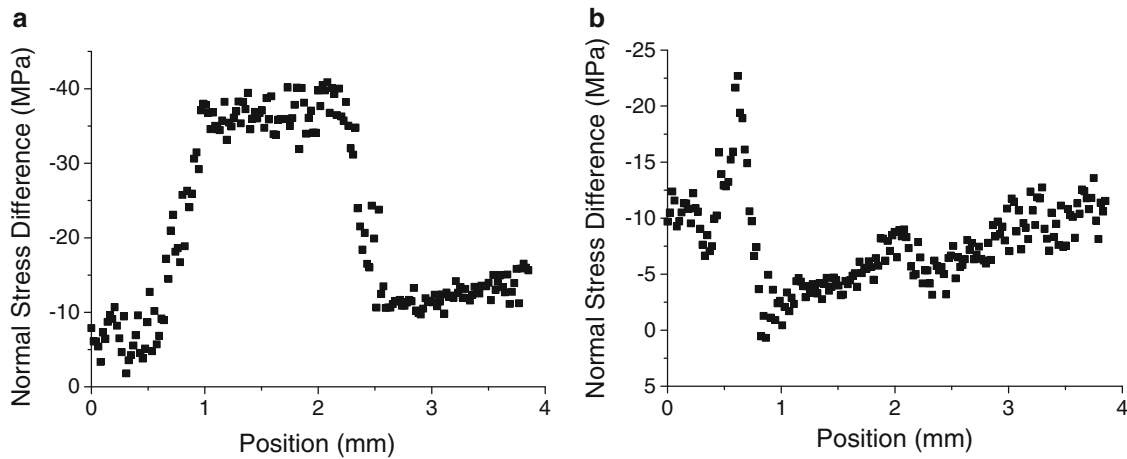 a
Normal Stress Difference (MPa)
-40
-30
-20
-10
0
0 1 2 3 4
Position (mm)
b
Normal Stress Difference (MPa)
-25
-20
-15
-10
-5
0
5
0 1 2 3 4
Position (mm)